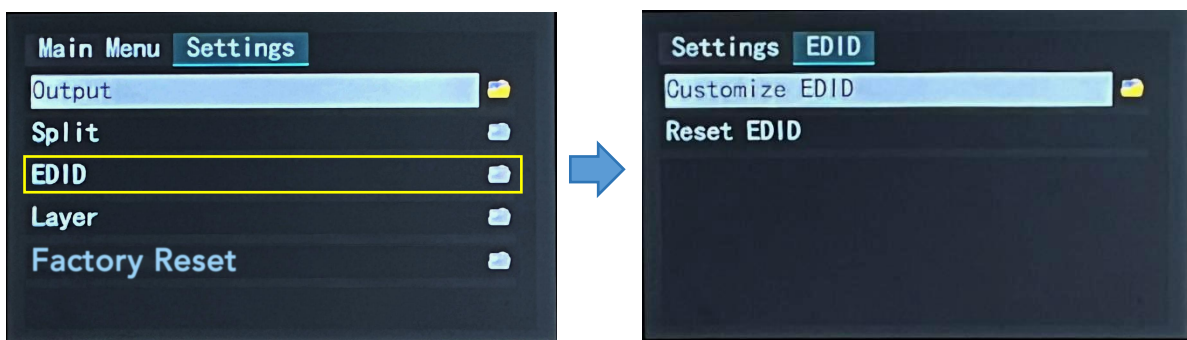 Main Menu Settings
Output
Split
EDID
Layer
Factory Reset
Settings EDID
Customize EDID
Reset EDID